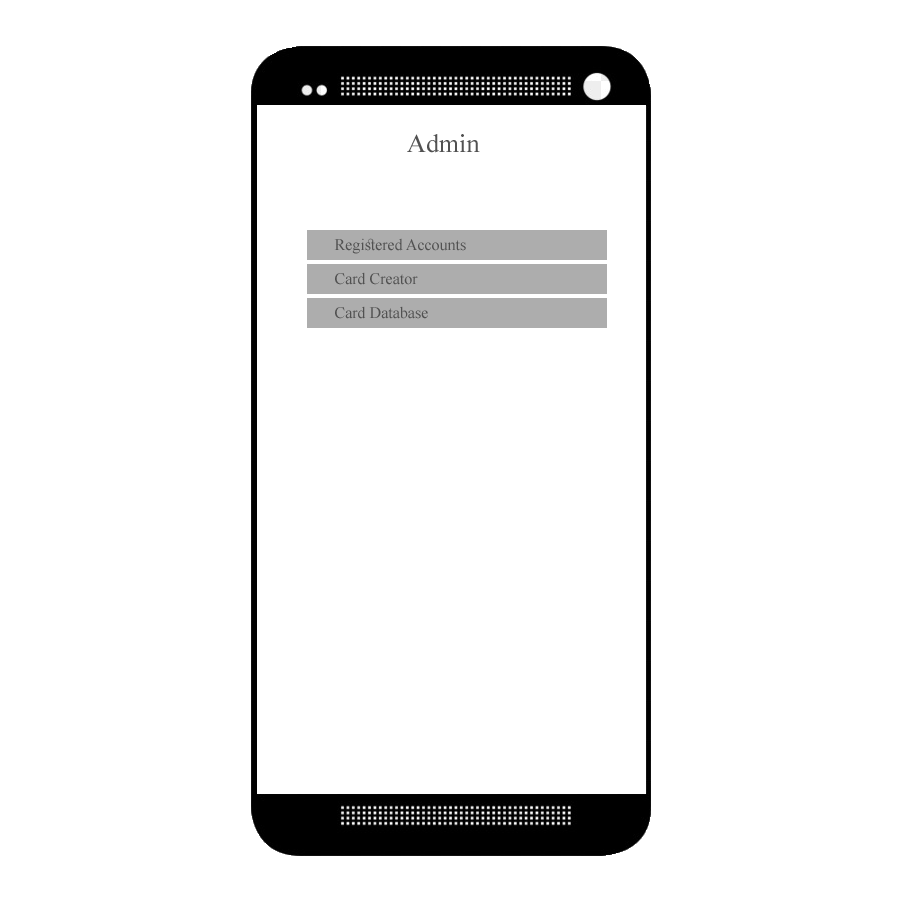 Admin
Registered Accounts
Card Creator
Card Database